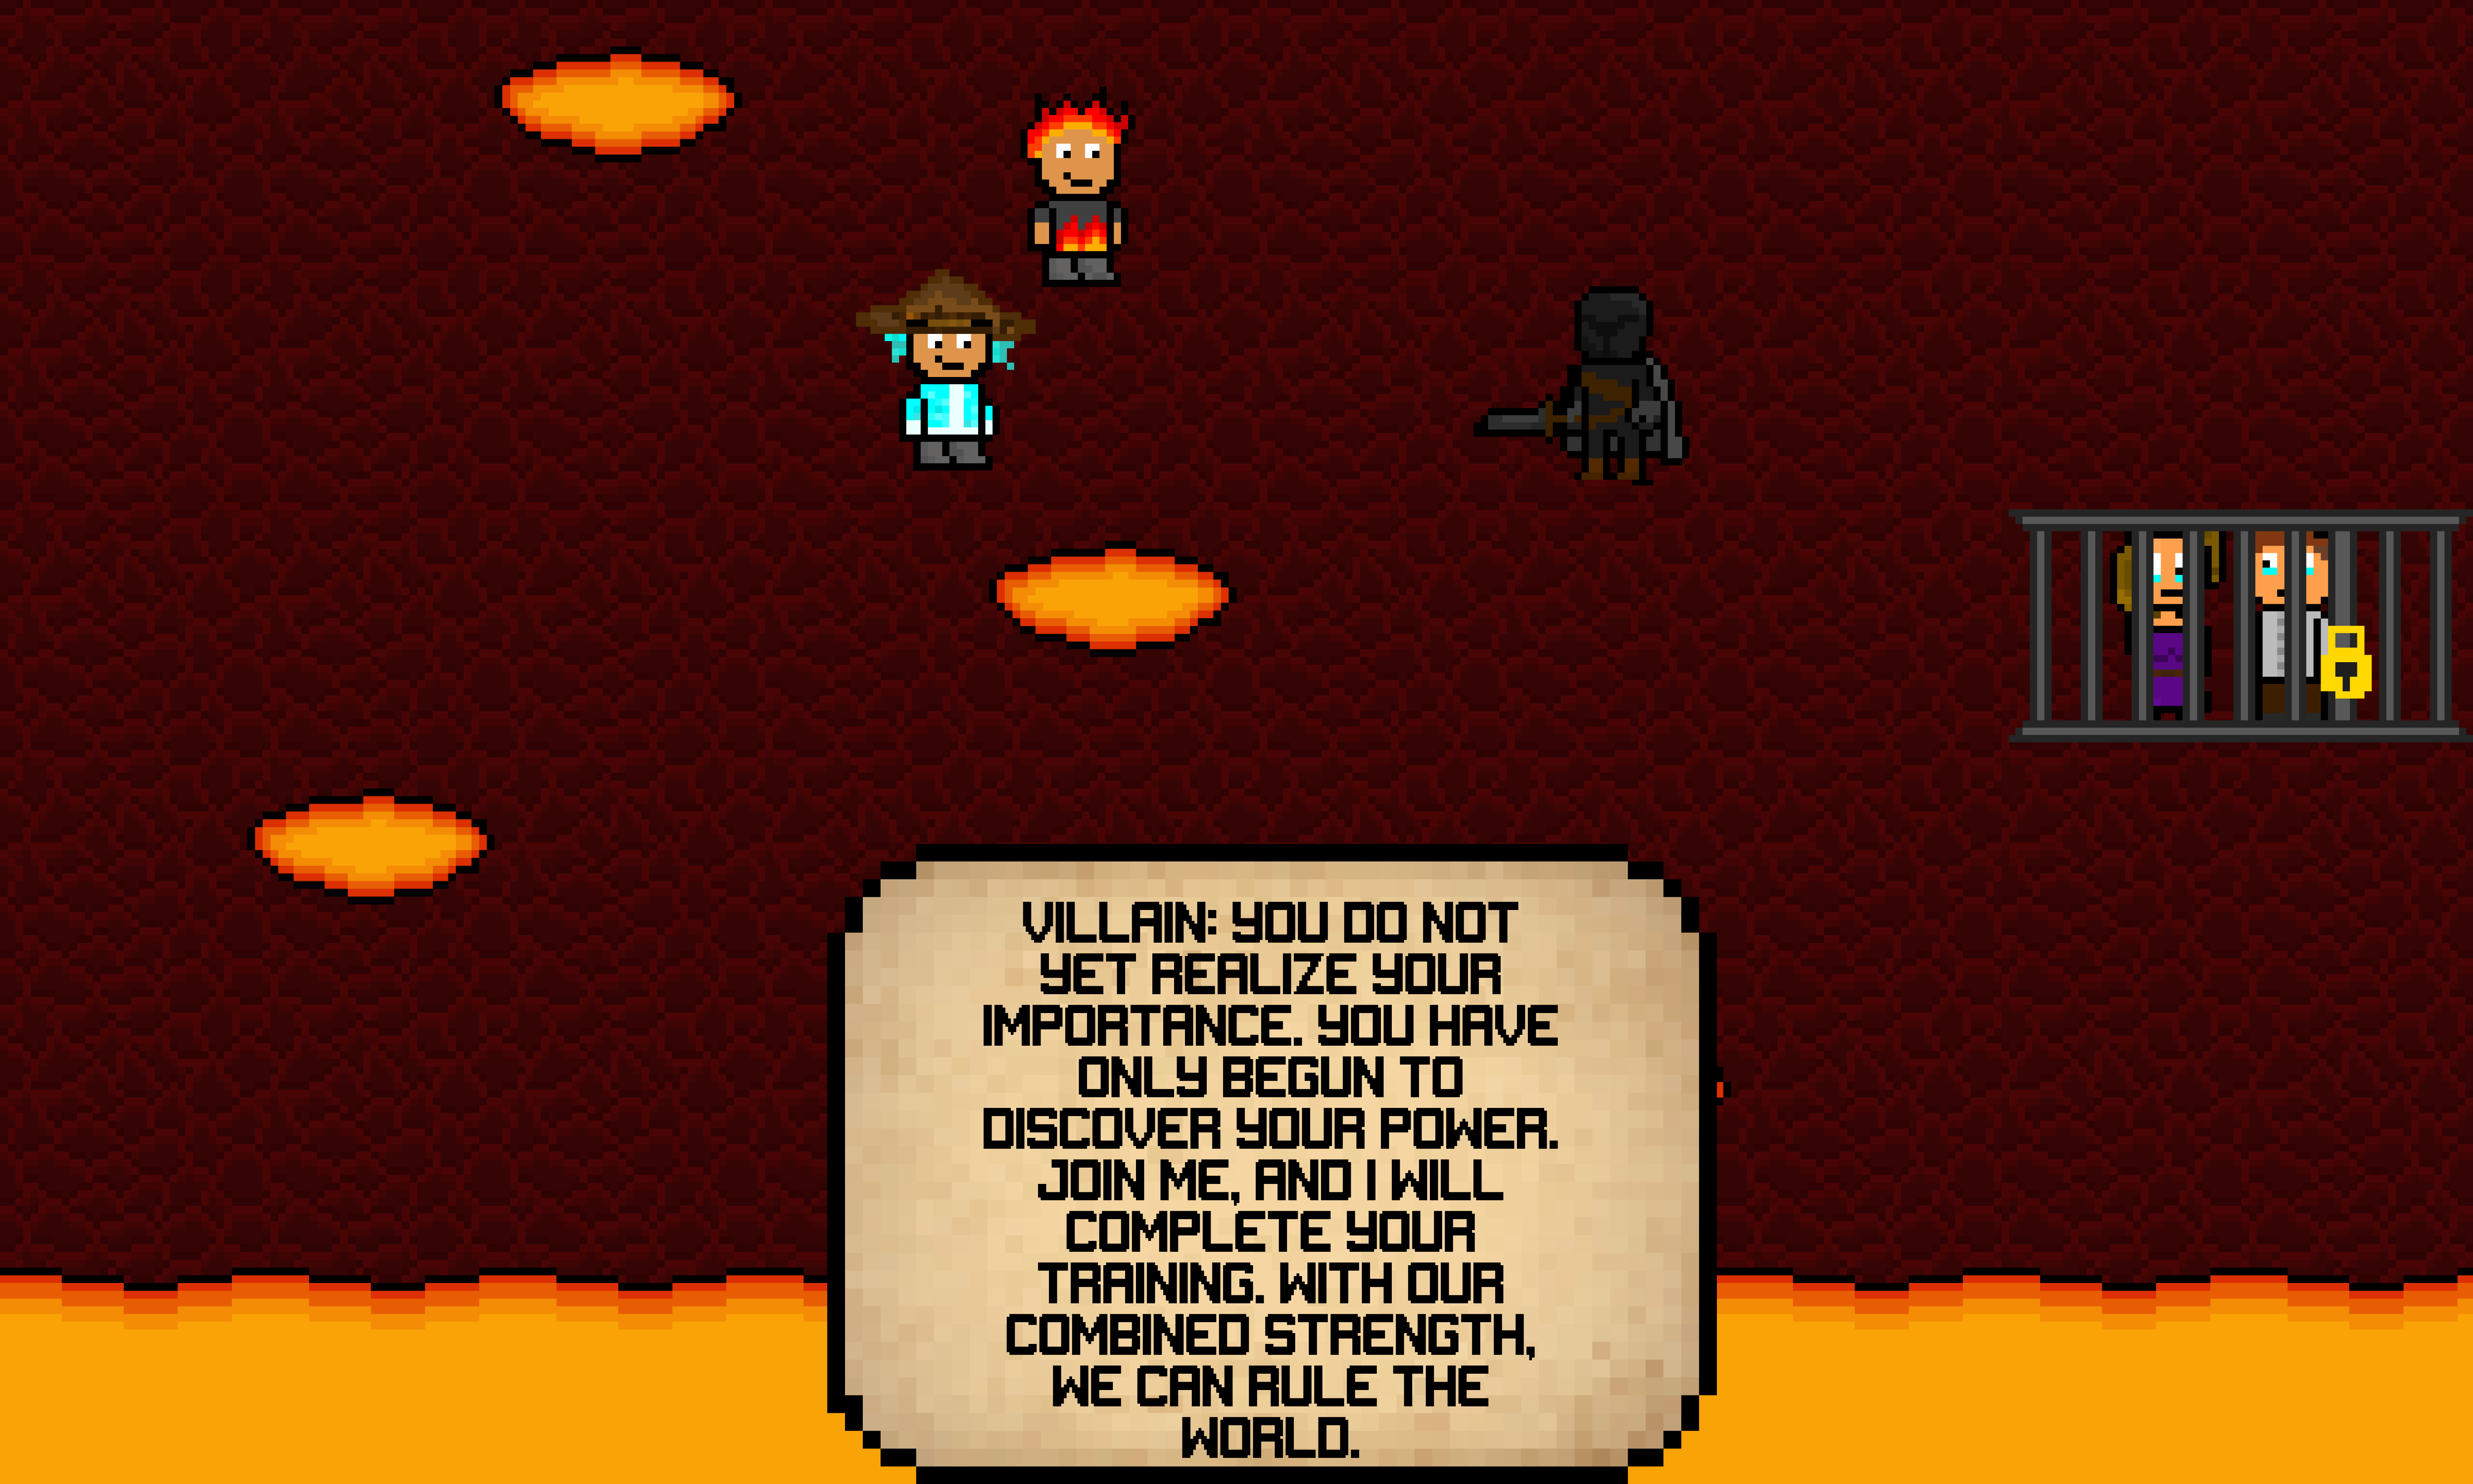 VILLAIN: YOU DO NOT
YET REALIZE YOUR
IMPORTANCE. YOU HAVE
ONLY BEGUN TO
DISCOVER YOUR POWER.
JOIN ME, AND I WILL
COMPLETE YOUR
TRAINING. WITH OUR
COMBINED STRENGTH,
WE CAN RULE THE
WORLD.